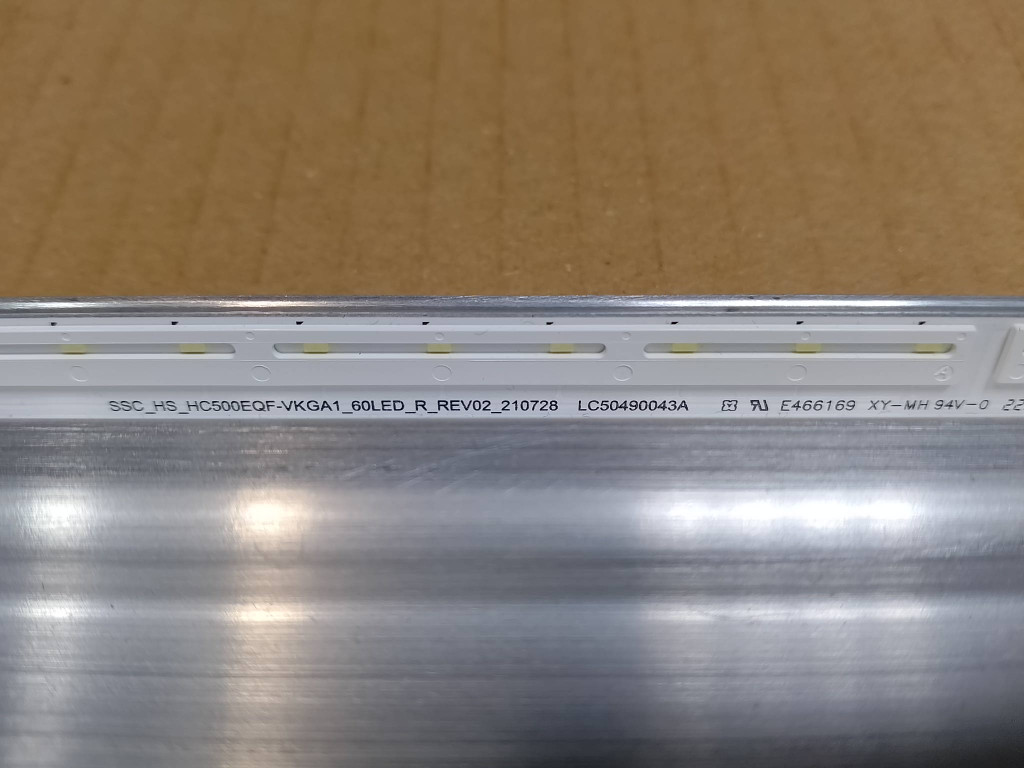 SSC_HS_HC500EQF-VKGA1_60LED_R_REV02_210728 LC50490043A E466169 XY-MH 94V-0 22